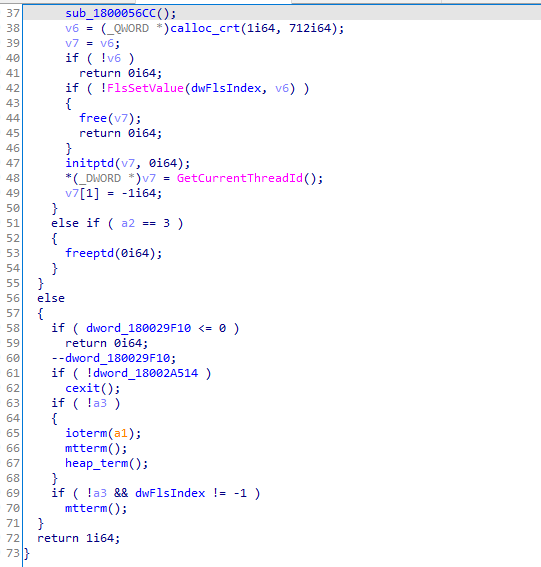 37 sub_1800056CC();
38 v6 = (_QWORD *)calloc_crt(1i64, 712i64);
39 v7 = v6;
40 if ( !v6 )
41 return 0i64;
42 if ( !FlsSetValue(dwFlsIndex, v6) )
43 {
44 free(v7);
45 return 0i64;
46 }
47 initptd(v7, 0i64);
48 *(_DWORD *)v7 = GetCurrentThreadId();
49 v7[1] = -1i64;
50 }
51 else if ( a2 == 3 )
52 {
53 freeptd(0i64);
54 }
55 }
56 else
57 {
58 if ( dword_180029F10 <= 0 )
59 return 0i64;
60 --dword_180029F10;
61 if ( !dword_18002A514 )
62 cexit();
63 if ( !a3 )
64 {
65 ioterm(a1);
66 mtterm();
67 heap_term();
68 }
69 if ( !a3 && dwFlsIndex != -1 )
70 mtterm();
71 }
72 return 1i64;
73 }